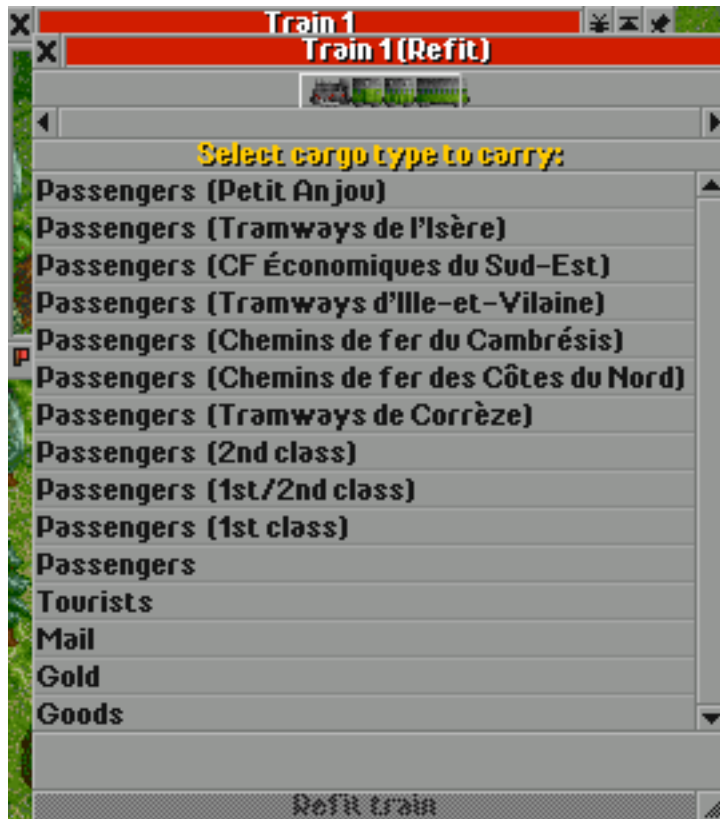 Train 1
Train 1 (Refit)
Select cargo type to carry:
Passengers (Petit Anjou)
Passengers (Tramways de l'Isère)
Passengers (CF Économiques du Sud-Est)
Passengers (Tramways d'Ille-et-Vilaine)
Passengers (Chemins de fer du Cambrésis)
Passengers (Chemins de fer des Côtes du Nord)
Passengers (Tramways de Corrèze)
Passengers (2nd class)
Passengers (1st/2nd class)
Passengers (1st class)
Passengers
Tourists
Mail
Gold
Goods
Refit train